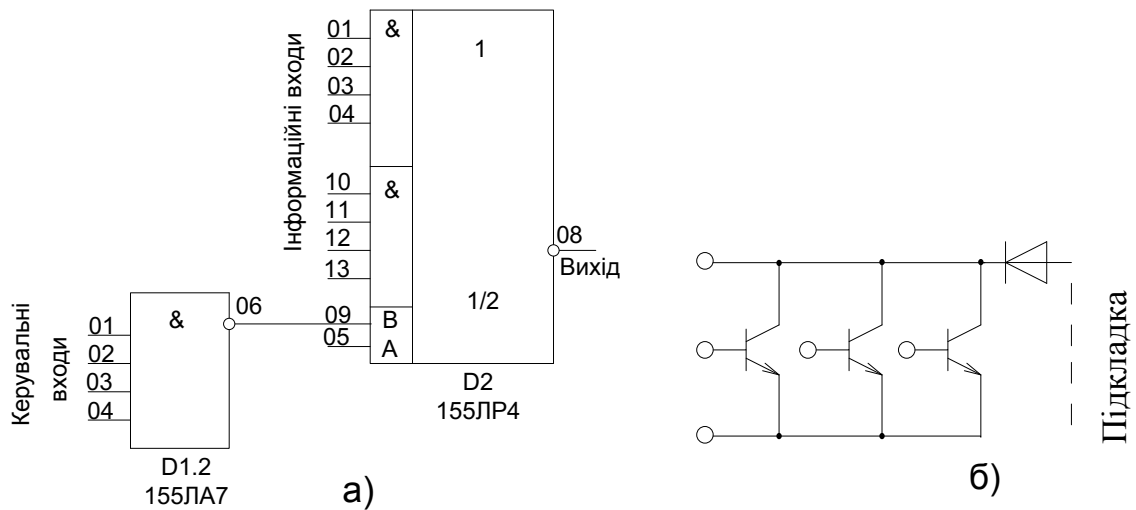 Інформаційні входи
01
02
03
04
&
1
10
11
12
13
&
1/2
08
Вихід
09
05
В
А
D2
155ЛР4
Керувальні
входи
01
02
03
04
&
06
D1.2
155ЛА7
а)
Підкладка
б)